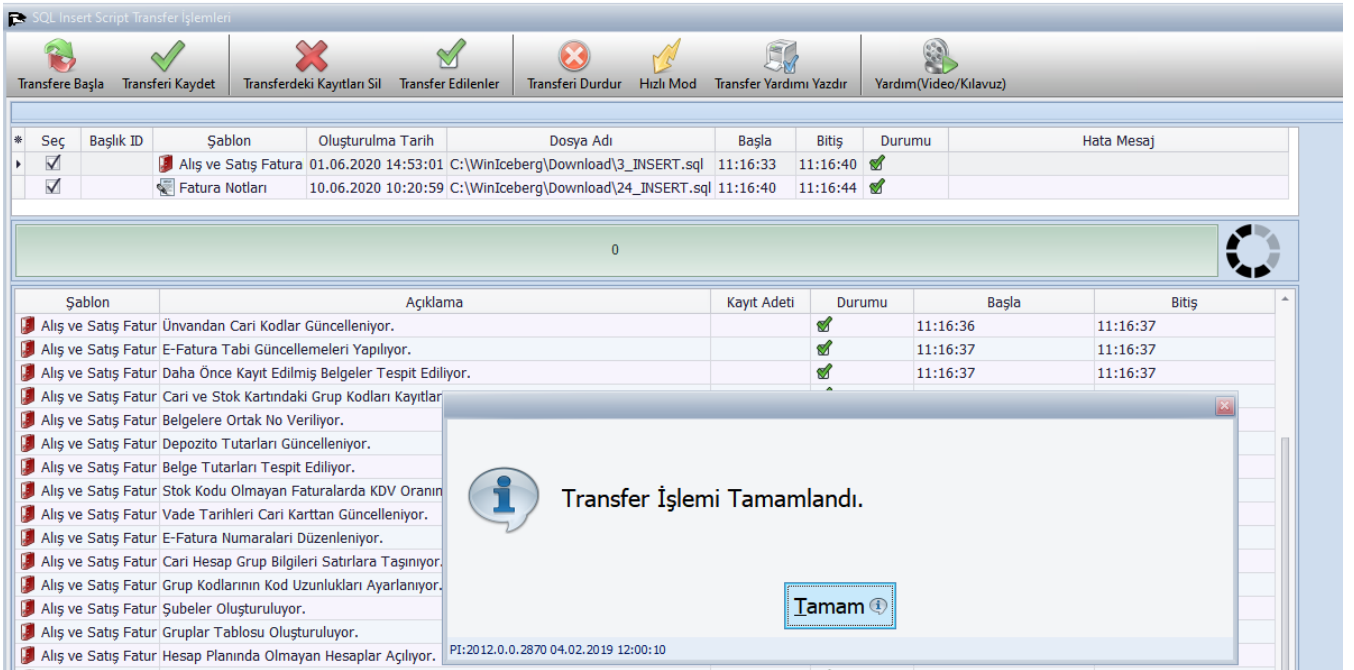 SQL Insert Script Transfer İşlemleri
Transfere Başla Transferi Kaydet Transferdeki Kayıtları Sil Transfer Edilenler Transferi Durdur Hızlı Mod Transfer Yardımı Yazdır Yardım(Video/Kılavuz)
Seç Başlık ID Şablon Oluşturulma Tarih Dosya Adı Başla Bitiş Durumu Hata Mesaj
Alış ve Satış Fatura 01.06.2020 14:53:01 C:\WinIceberg\Download\3_INSERT.sql 11:16:33 11:16:40
Fatura Notları 10.06.2020 10:20:59 C:\WinIceberg\Download\24_INSERT.sql 11:16:40 11:16:44
0
Şablon Açıklama Kayıt Adeti Durumu Başla Bitiş
Alış ve Satış Fatur Ünvandan Cari Kodlar Güncelleniyor. 11:16:36 11:16:37
Alış ve Satış Fatur E-Fatura Tabi Güncellemeleri Yapılıyor. 11:16:37 11:16:37
Alış ve Satış Fatur Daha Önce Kayıt Edilmiş Belgeler Tespit Ediliyor. 11:16:37 11:16:37
Alış ve Satış Fatur Cari ve Stok Kartındaki Grup Kodları Kayıtlar
Alış ve Satış Fatur Belgelere Ortak No Veriliyor.
Alış ve Satış Fatur Depozito Tutarları Güncelleniyor.
Alış ve Satış Fatur Belge Tutarları Tespit Ediliyor.
Alış ve Satış Fatur Stok Kodu Olmayan Faturalarda KDV Oranın
Alış ve Satış Fatur Vade Tarihleri Cari Karttan Güncelleniyor.
Alış ve Satış Fatur E-Fatura Numaralari Düzenleniyor.
Alış ve Satış Fatur Cari Hesap Grup Bilgileri Satırlara Taşınıyor.
Alış ve Satış Fatur Grup Kodlarının Kod Uzunlukları Ayarlanıyor.
Alış ve Satış Fatur Şubeler Oluşturuluyor.
Alış ve Satış Fatur Gruplar Tablosu Oluşturuluyor.
Alış ve Satış Fatur Hesap Planında Olmayan Hesaplar Açılıyor.
Transfer İşlemi Tamamlandı.
Tamam
PI:2012.0.0.2870 04.02.2019 12:00:10